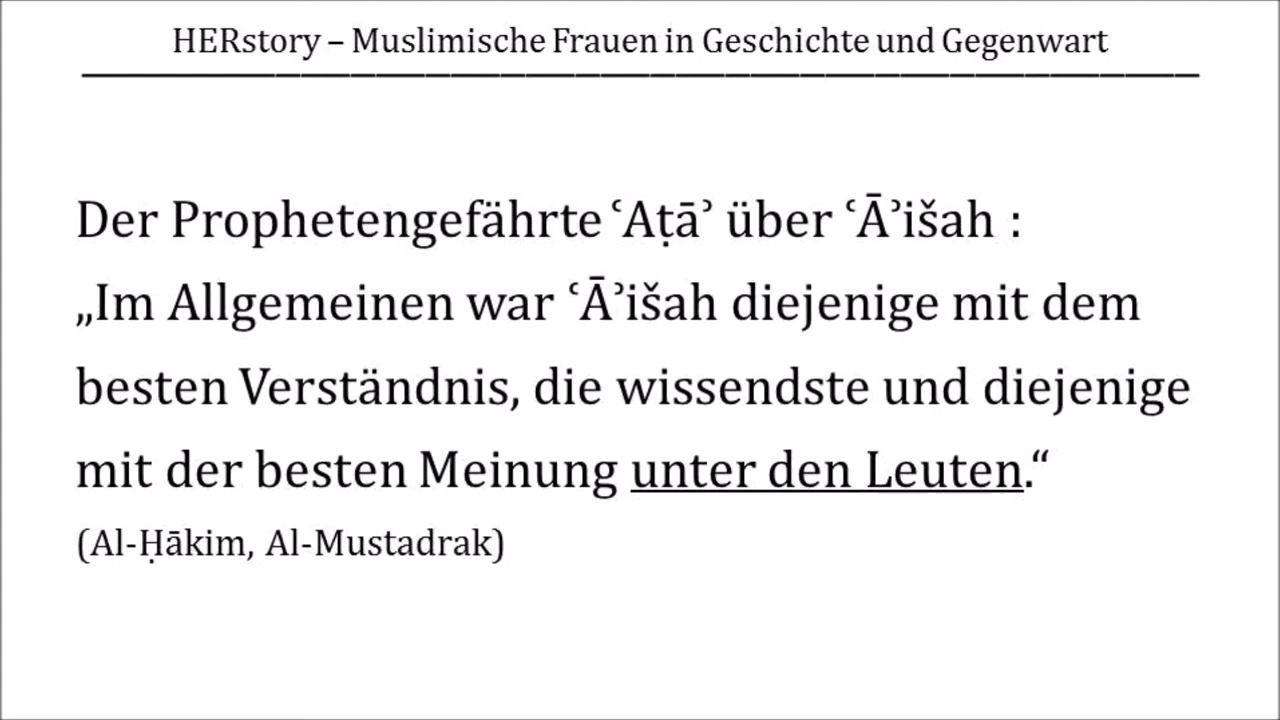 HERstory – Muslimische Frauen in Geschichte und Gegenwart
Der Prophetengefährte ʿAṭāʾ über ʿĀʾišah :
„Im Allgemeinen war ʿĀʾišah diejenige mit dem
besten Verständnis, die wissendste und diejenige
mit der besten Meinung unter den Leuten.“
(Al-Ḥākim, Al-Mustadrak)